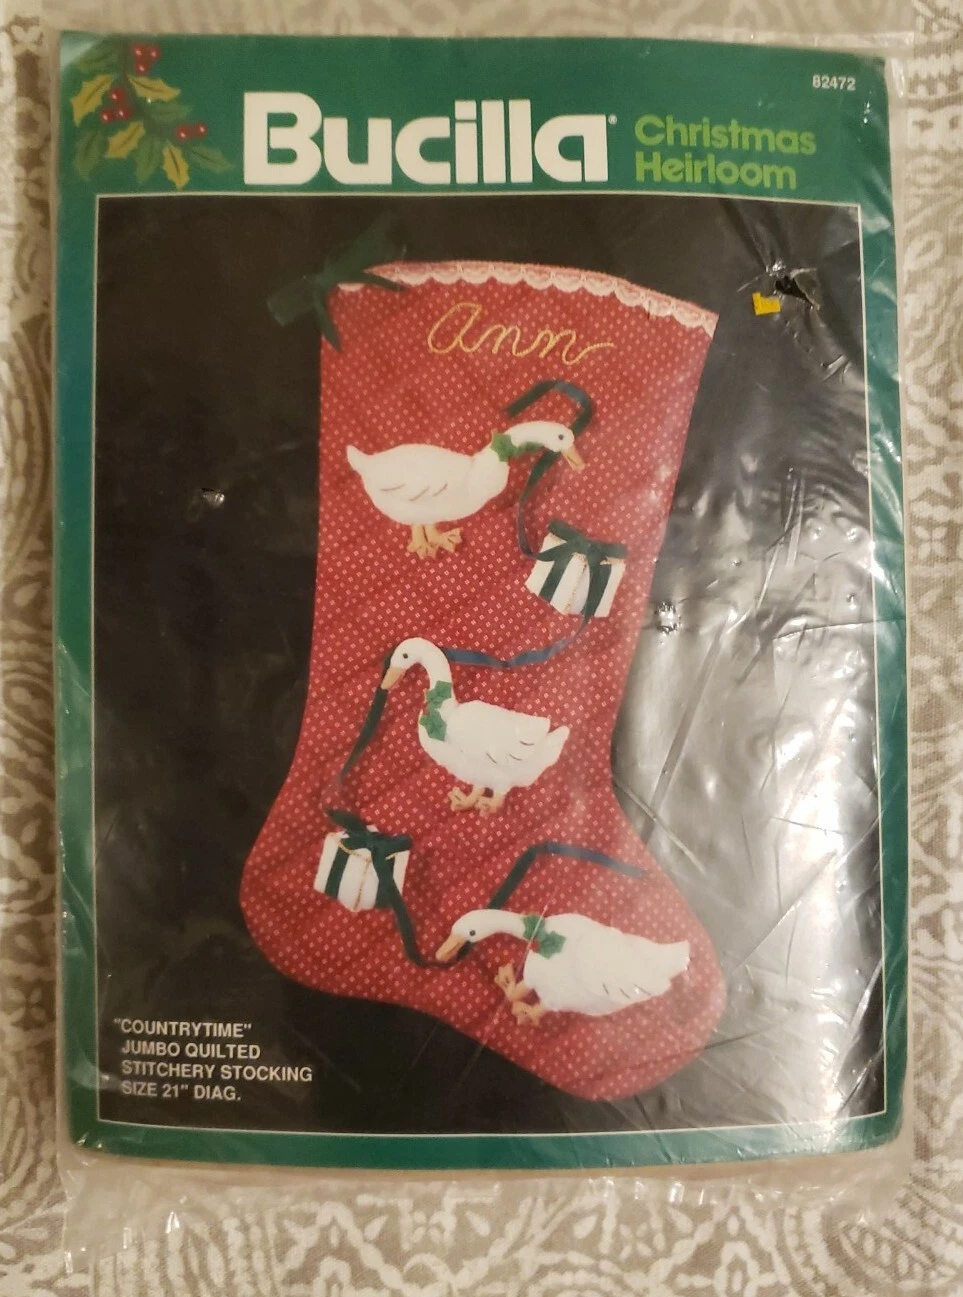 82472
Bucilla®
Christmas
Heirloom
Ann
"COUNTRYTIME"
JUMBO QUILTED
STITCHERY STOCKING
SIZE 21" DIAG.